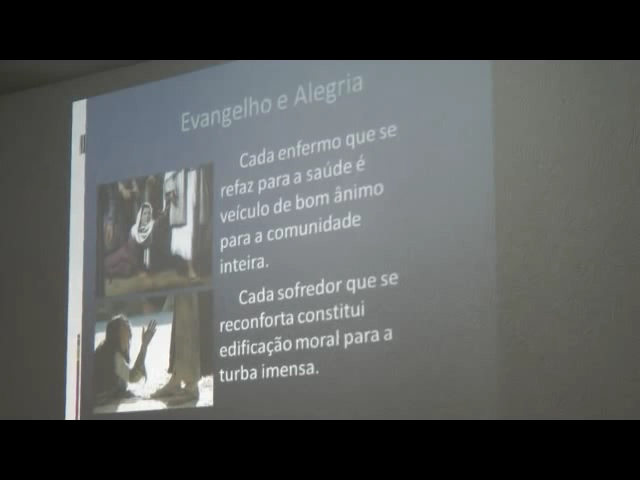 Evangelho e Alegria
Cada enfermo que se
refaz para a saúde é
veículo de bom ânimo
para a comunidade
inteira.
Cada sofredor que se
reconforta constitui
edificação moral para a
turba imensa.